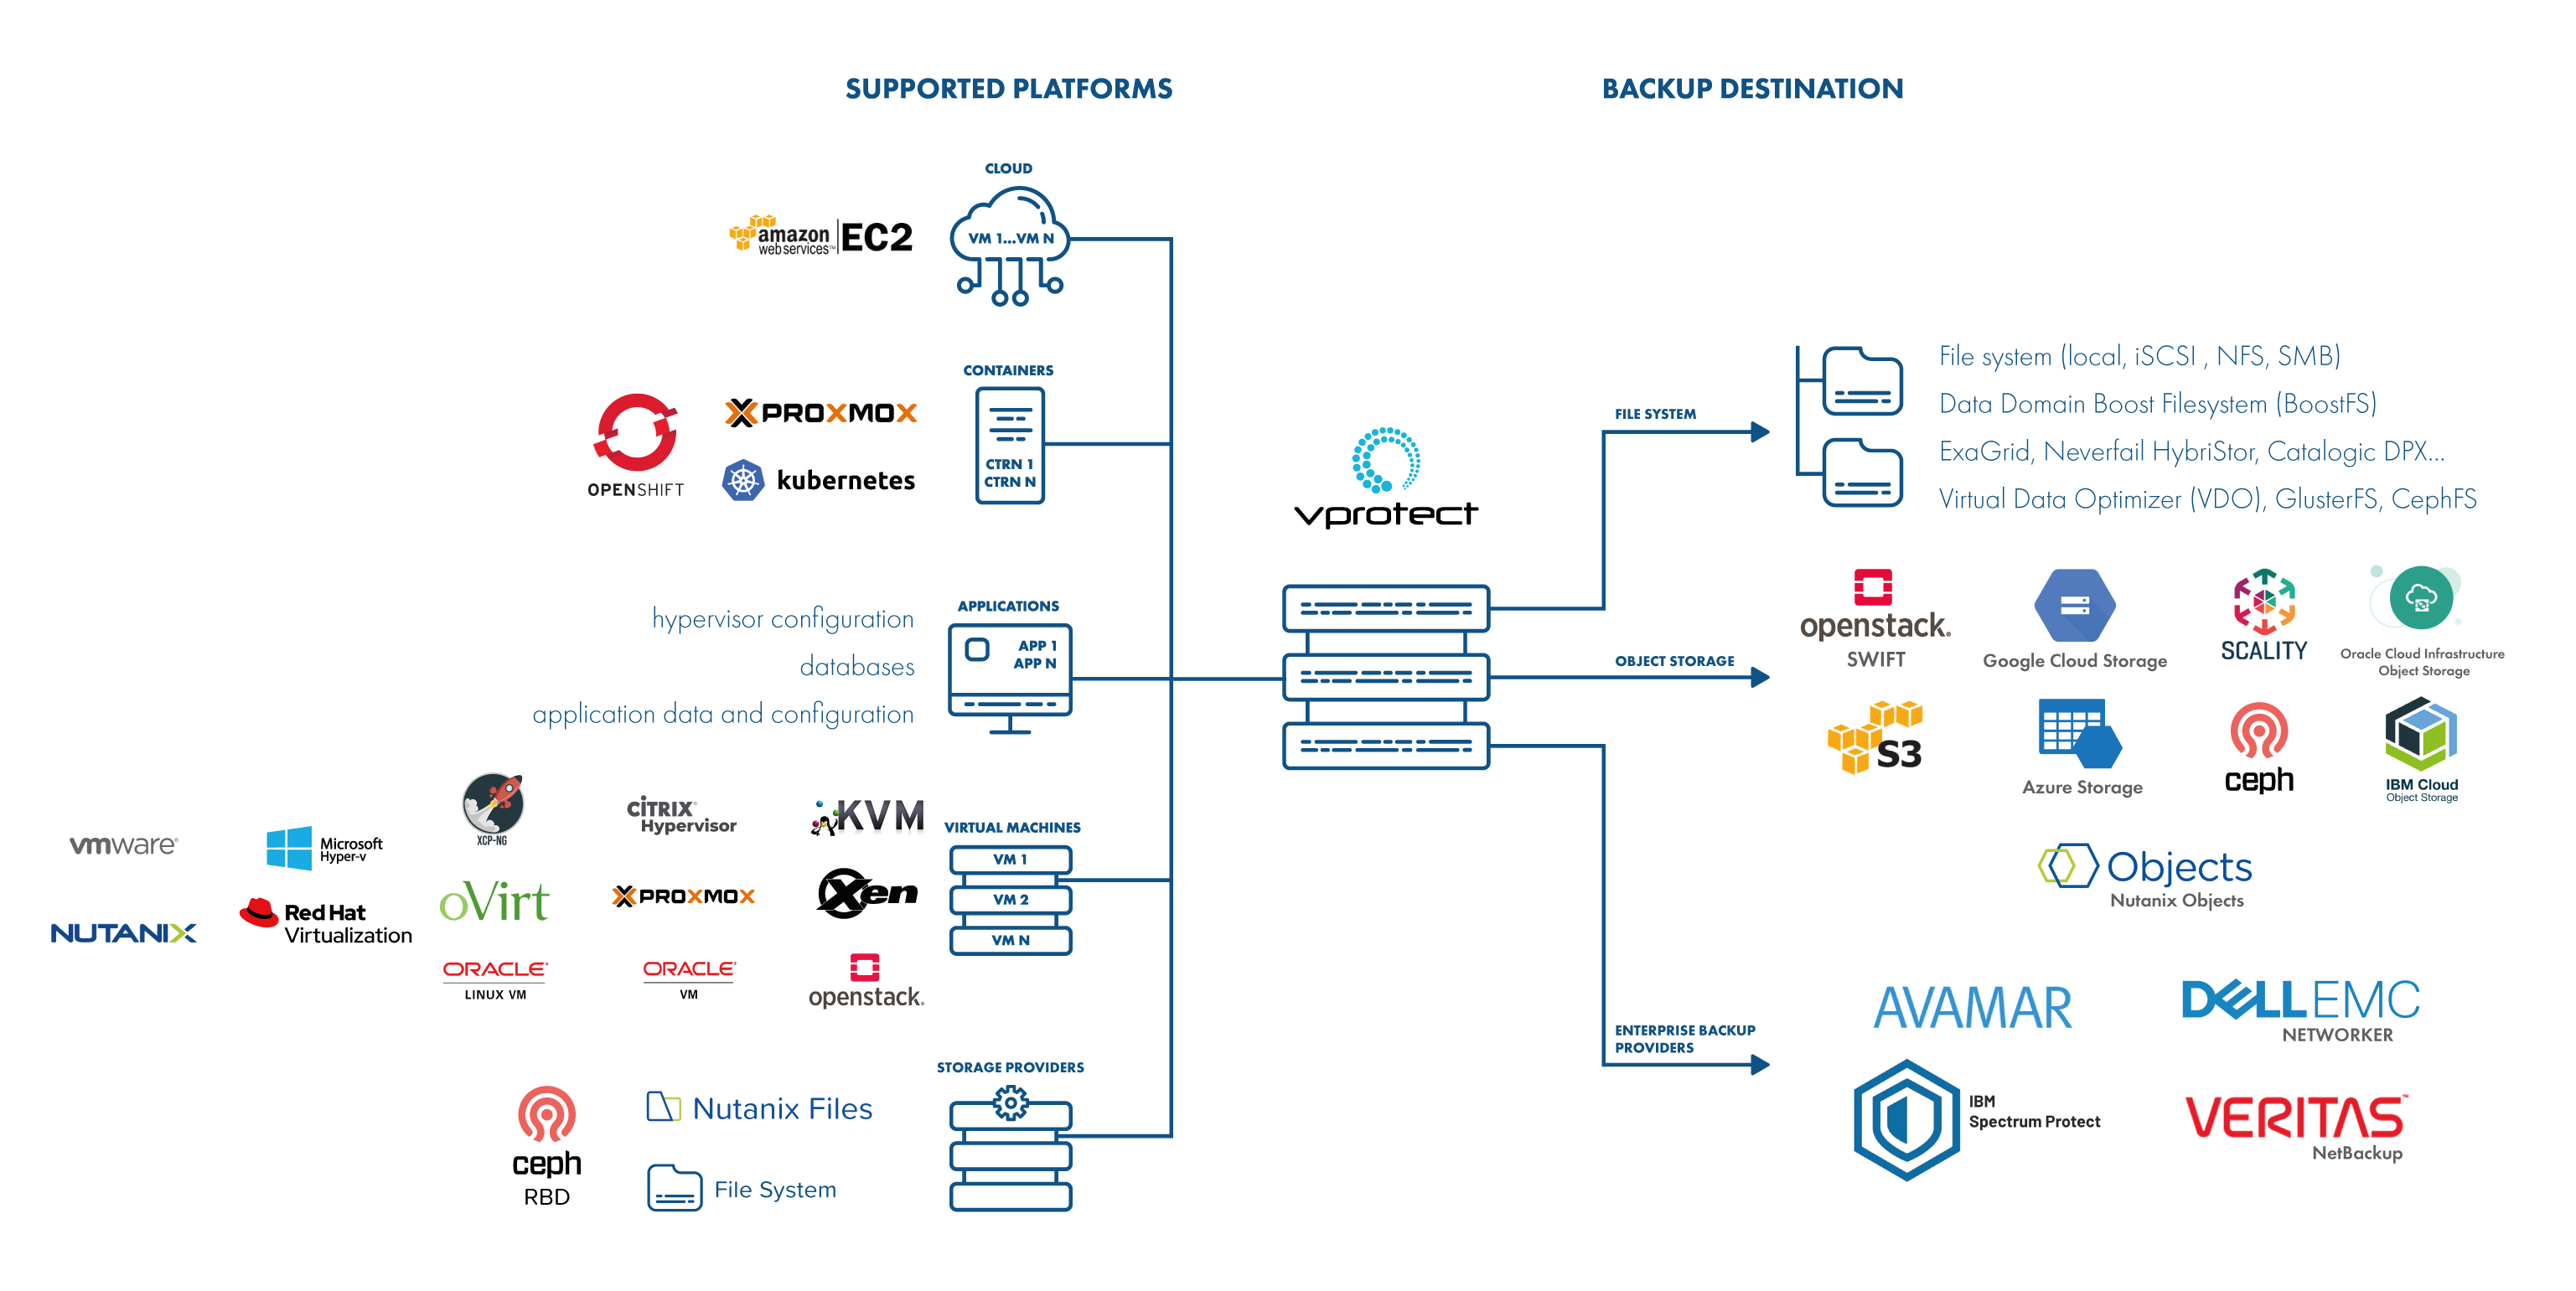 SUPPORTED PLATFORMS
BACKUP DESTINATION
CLOUD
amazon
web services™
EC2
VM 1...VM N
CONTAINERS
OPENSHIFT
PROXMOX
kubernetes
CTRN 1
CTRN N
APPLICATIONS
hypervisor configuration
databases
application data and configuration
APP 1
APP N
VIRTUAL MACHINES
vmware®
Microsoft
Hyper-v
XCP-NG
CITRIX®
Hypervisor
KVM
NUTANIX
Red Hat
Virtualization
oVirt
PROXMOX
Xen
ORACLE®
LINUX VM
ORACLE®
VM
openstack.
VM 1
VM 2
VM N
STORAGE PROVIDERS
ceph
RBD
Nutanix Files
File System
vprotect
FILE SYSTEM
File system (local, iSCSI , NFS, SMB)
Data Domain Boost Filesystem (BoostFS)
ExaGrid, Neverfail HybriStor, Catalogic DPX...
Virtual Data Optimizer (VDO), GlusterFS, CephFS
OBJECT STORAGE
openstack®
SWIFT
Google Cloud Storage
SCALITY
Oracle Cloud Infrastructure
Object Storage
S3
Azure Storage
ceph
IBM Cloud
Object Storage
Objects
Nutanix Objects
ENTERPRISE BACKUP
PROVIDERS
AVAMAR
DELLEMC
NETWORKER
IBM
Spectrum Protect
VERITAS™
NetBackup